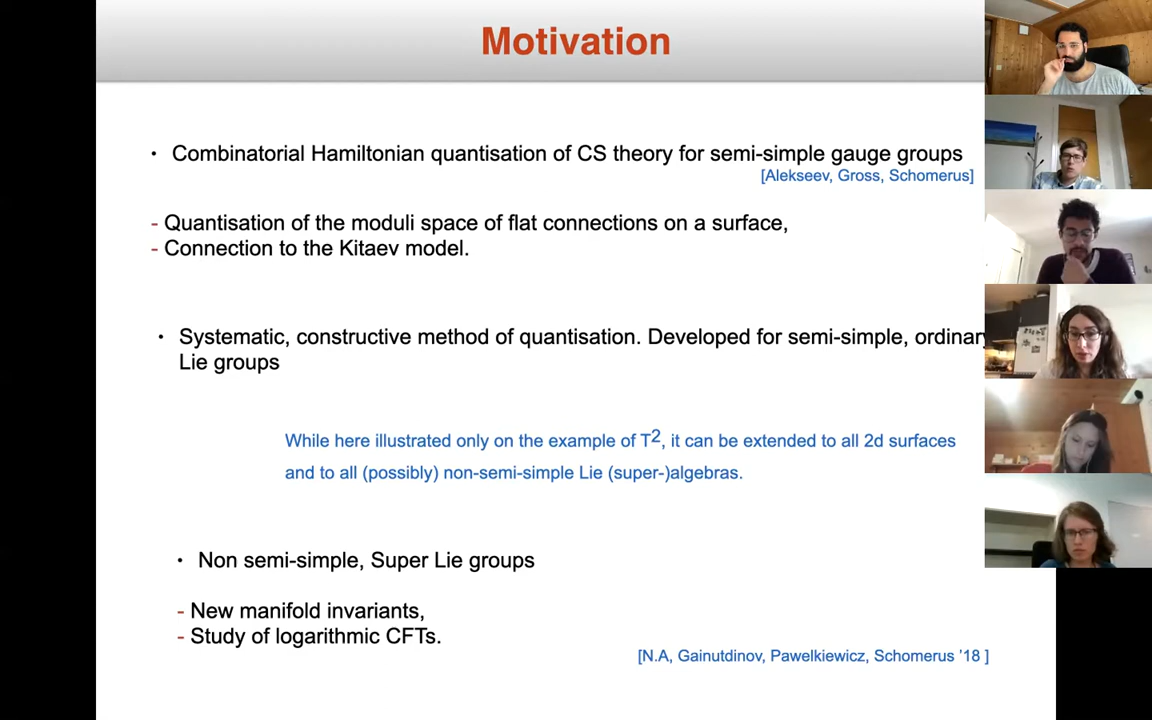 Motivation
• Combinatorial Hamiltonian quantisation of CS theory for semi-simple gauge groups
[Alekseev, Gross, Schomerus]
- Quantisation of the moduli space of flat connections on a surface,
- Connection to the Kitaev model.
• Systematic, constructive method of quantisation. Developed for semi-simple, ordinary
Lie groups
While here illustrated only on the example of T², it can be extended to all 2d surfaces
and to all (possibly) non-semi-simple Lie (super-)algebras.
• Non semi-simple, Super Lie groups
- New manifold invariants,
- Study of logarithmic CFTs.
[N.A, Gainutdinov, Pawelkiewicz, Schomerus '18 ]